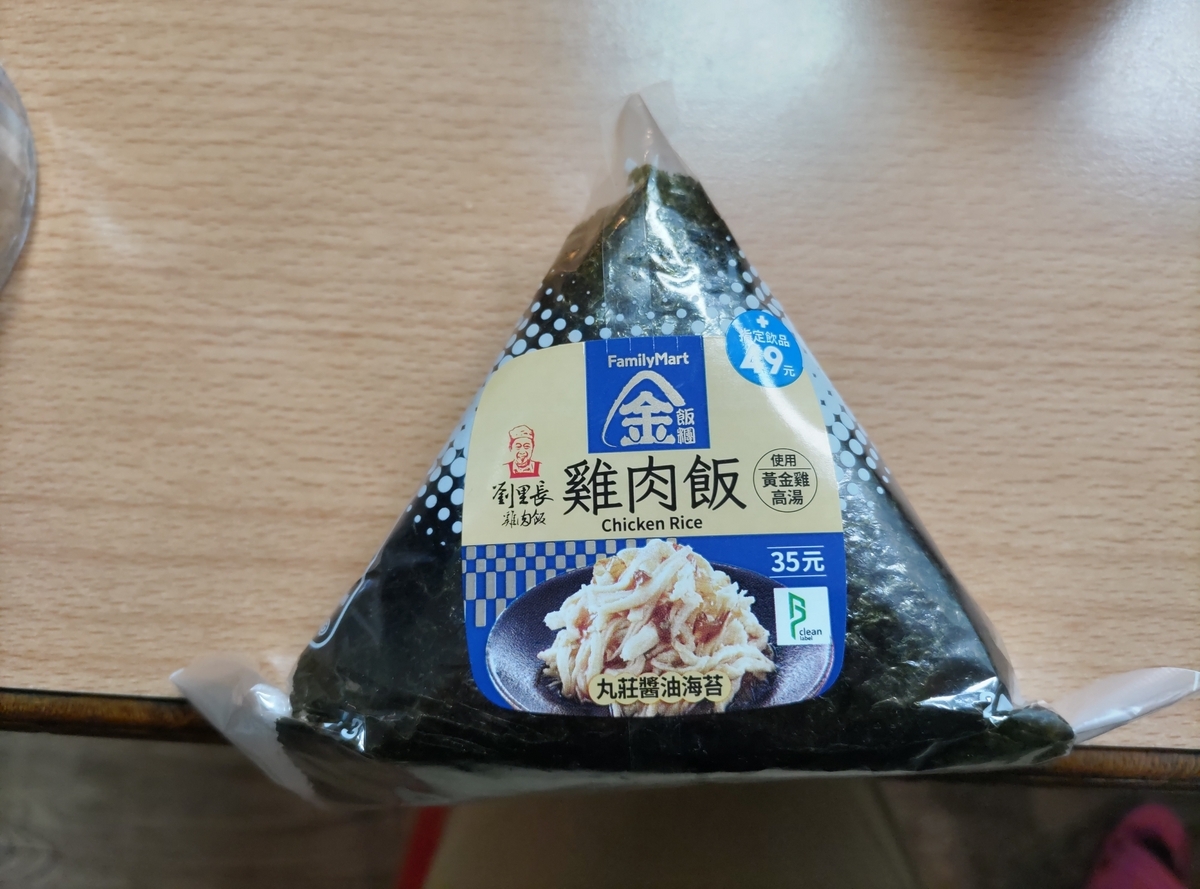 +
指定飲品
49元
FamilyMart
金飯糰
劉里長
雞肉飯
雞肉飯
Chicken Rice
使用
黃金雞
高湯
35元
clean
label
丸莊醬油海苔